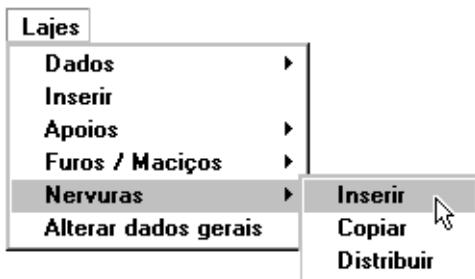 Lajes
Dados
Inserir
Apoios
Furos / Maciços
Nervuras
Alterar dados gerais
Inserir
Copiar
Distribuir